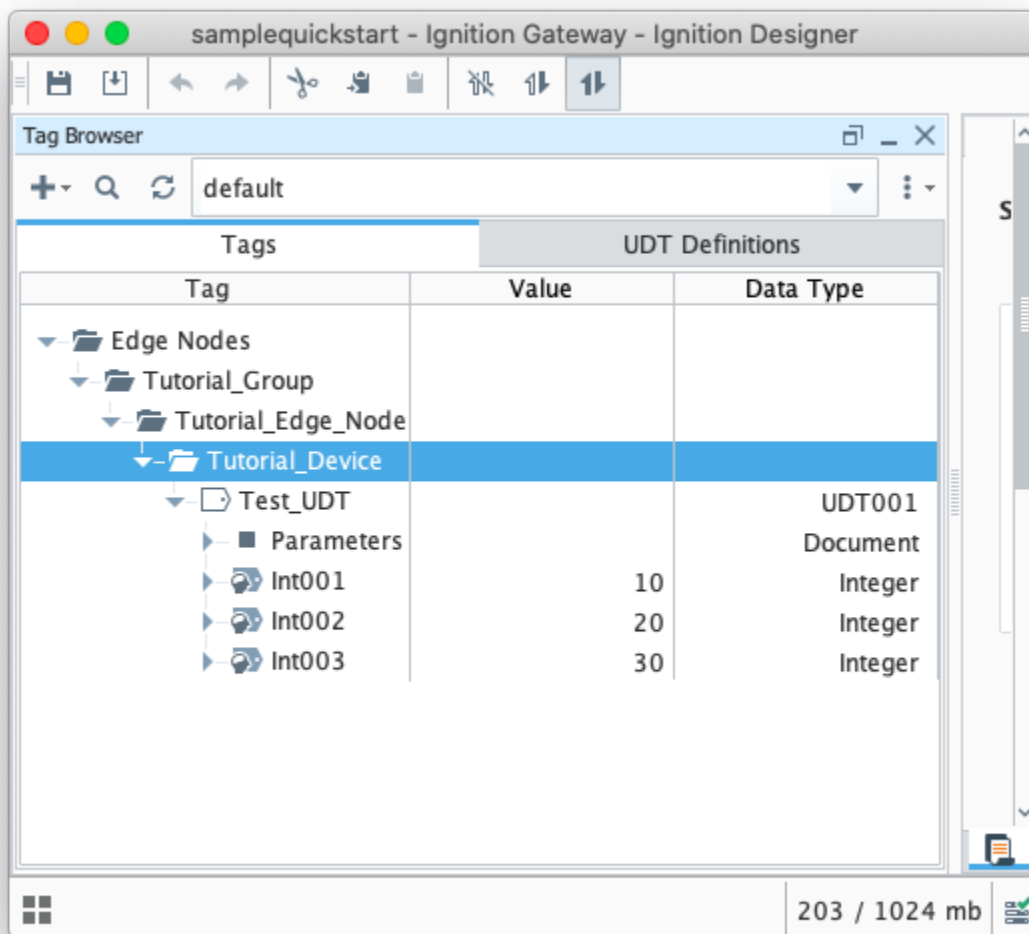 samplequickstart - Ignition Gateway - Ignition Designer
Tag Browser
default
Tags UDT Definitions
Tag Value Data Type
Edge Nodes
Tutorial_Group
Tutorial_Edge_Node
Tutorial_Device
Test_UDT UDT001
Parameters Document
Int001 10 Integer
Int002 20 Integer
Int003 30 Integer
203 / 1024 mb